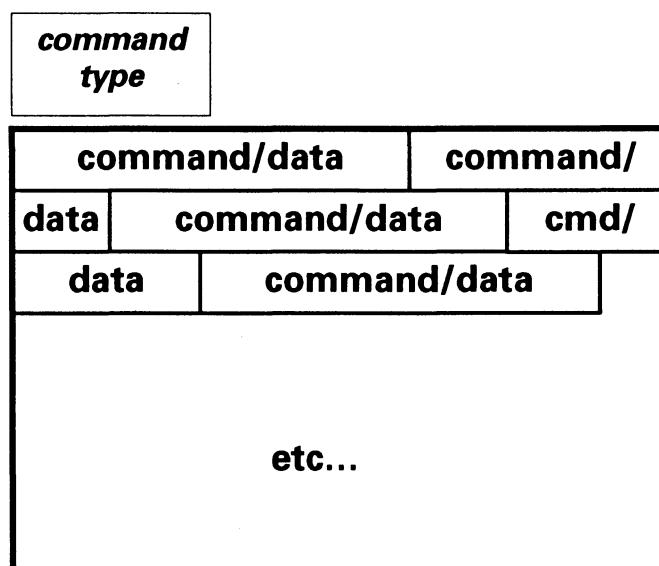 command
type
command/data command/
data command/data cmd/
data command/data
etc...